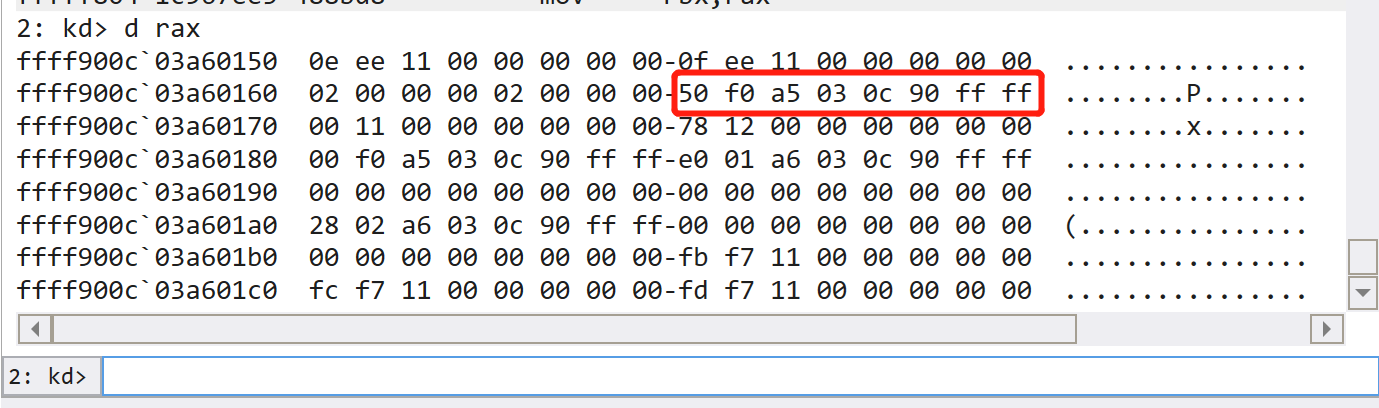 2: kd> d rax
ffff900c`03a60150  0e ee 11 00 00 00 00 00-0f ee 11 00 00 00 00 00  ................
ffff900c`03a60160  02 00 00 00 02 00 00 00-50 f0 a5 03 0c 90 ff ff  ........P.......
ffff900c`03a60170  00 11 00 00 00 00 00 00-78 12 00 00 00 00 00 00  ........x.......
ffff900c`03a60180  00 f0 a5 03 0c 90 ff ff-e0 01 a6 03 0c 90 ff ff  ................
ffff900c`03a60190  00 00 00 00 00 00 00 00-00 00 00 00 00 00 00 00  ................
ffff900c`03a601a0  28 02 a6 03 0c 90 ff ff-00 00 00 00 00 00 00 00  (...............
ffff900c`03a601b0  00 00 00 00 00 00 00 00-fb f7 11 00 00 00 00 00  ................
ffff900c`03a601c0  fc f7 11 00 00 00 00 00-fd f7 11 00 00 00 00 00  ................
2: kd>